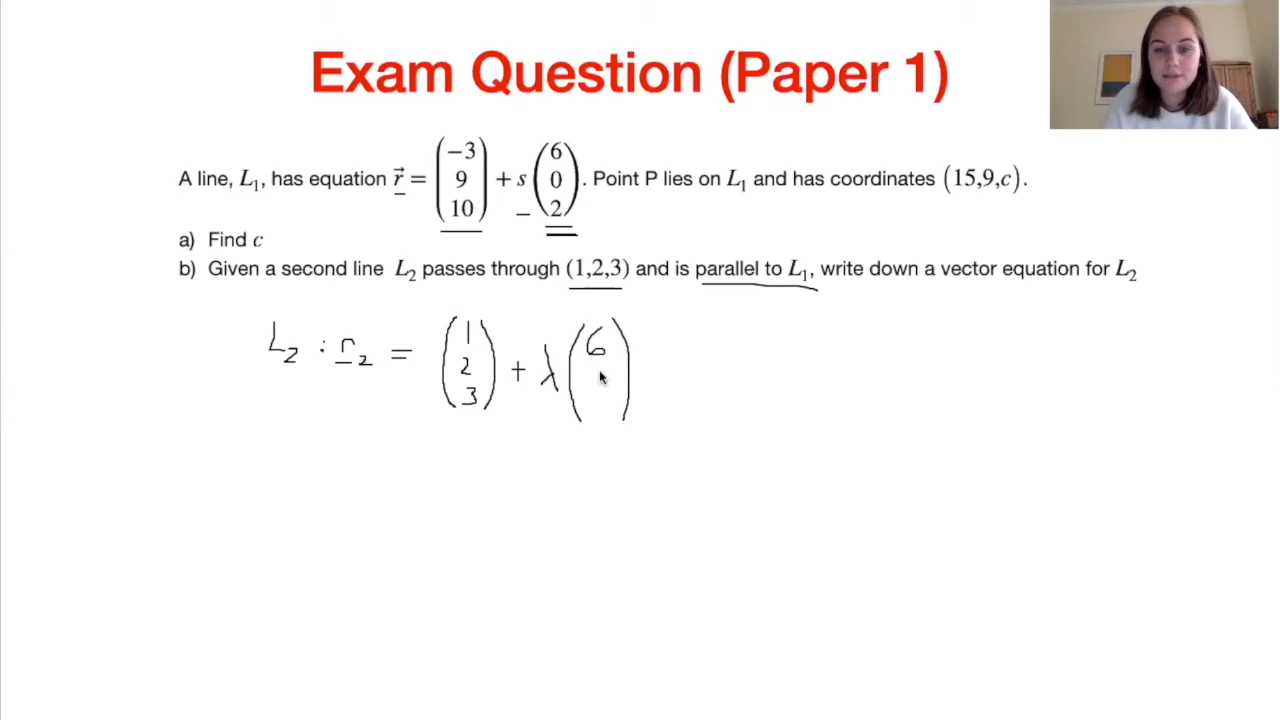 Exam Question (Paper 1)
A line, L₁, has equation r⃗ = (−3 9 10) + s (6 0 2). Point P lies on L₁ and has coordinates (15,9,c).
a) Find c
b) Given a second line L₂ passes through (1,2,3) and is parallel to L₁, write down a vector equation for L₂
L₂ : r₂ = (1 2 3) + λ (6